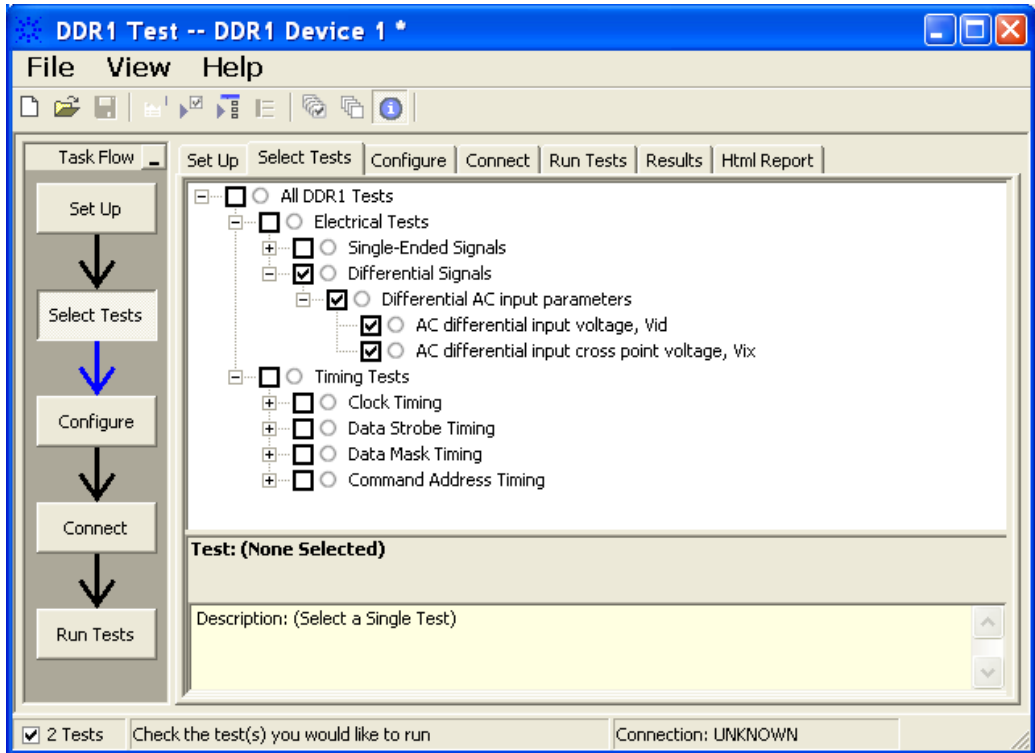 DDR1 Test -- DDR1 Device 1 *
File View Help
Task Flow
Set Up
Select Tests
Configure
Connect
Run Tests
Set Up Select Tests Configure Connect Run Tests Results Html Report
All DDR1 Tests
Electrical Tests
Single-Ended Signals
Differential Signals
Differential AC input parameters
AC differential input voltage, Vid
AC differential input cross point voltage, Vix
Timing Tests
Clock Timing
Data Strobe Timing
Data Mask Timing
Command Address Timing
Test: (None Selected)
Description: (Select a Single Test)
2 Tests Check the test(s) you would like to run Connection: UNKNOWN